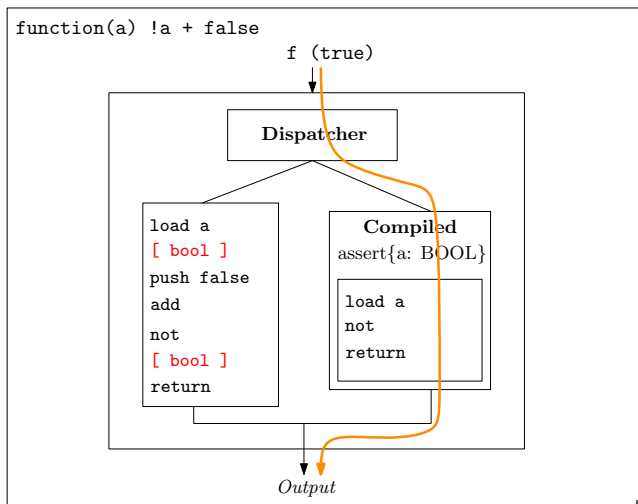 function(a) !a + false
f (true)
Dispatcher
load a
[ bool ]
push false
add
not
[ bool ]
return
Compiled
assert{a: BOOL}
load a
not
return
Output